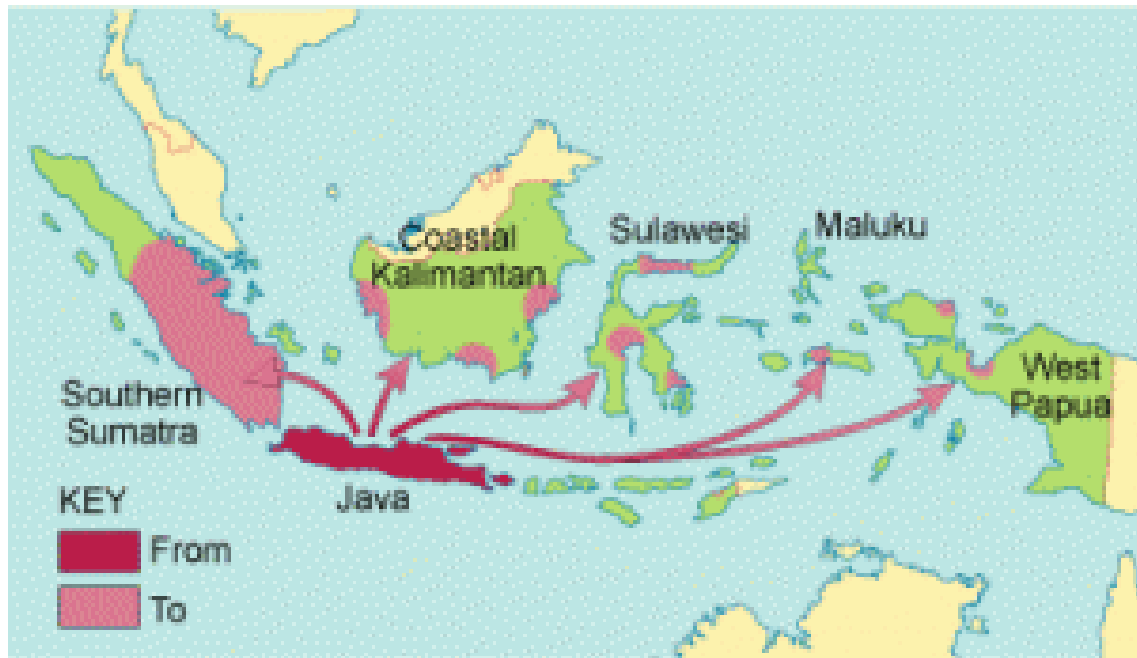 Coastal
Kalimantan
Sulawesi
Maluku
Southern
Sumatra
West
Papua
Java
KEY
From
To